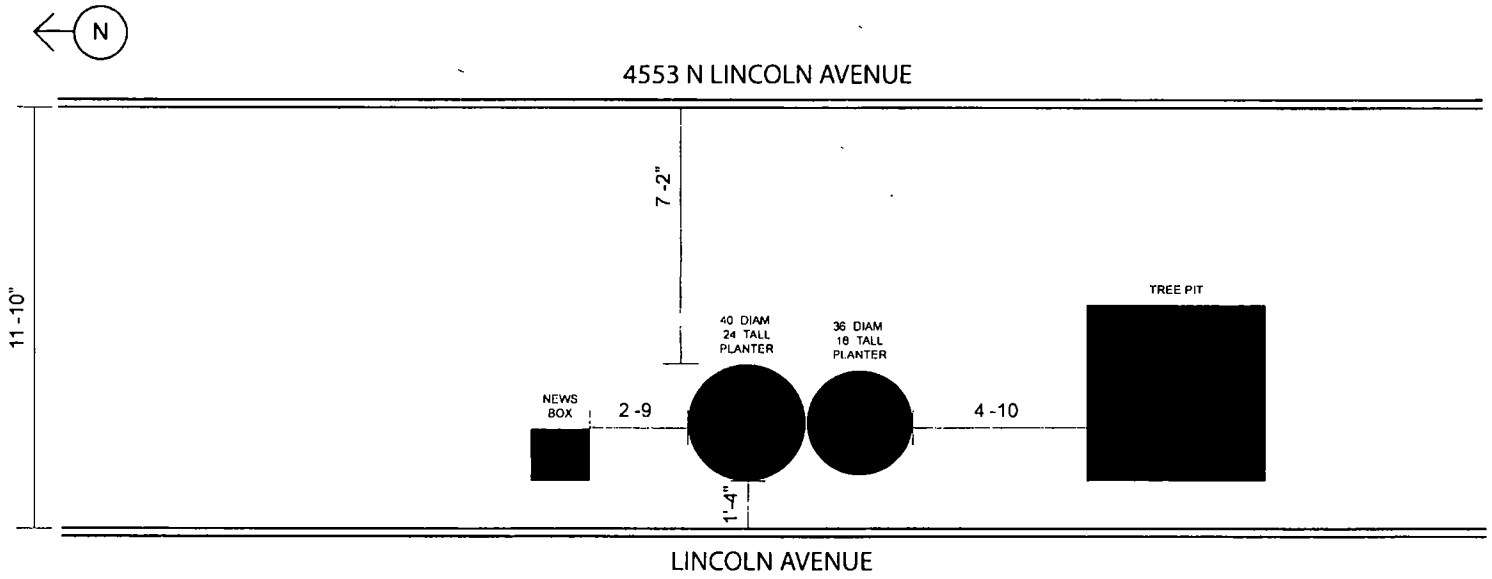 N
4553 N LINCOLN AVENUE
7 -2"
11 -10"
TREE PIT
40 DIAM
24 TALL
PLANTER
36 DIAM
18 TALL
PLANTER
NEWS
BOX
2 -9
4 -10
1'-4"
LINCOLN AVENUE